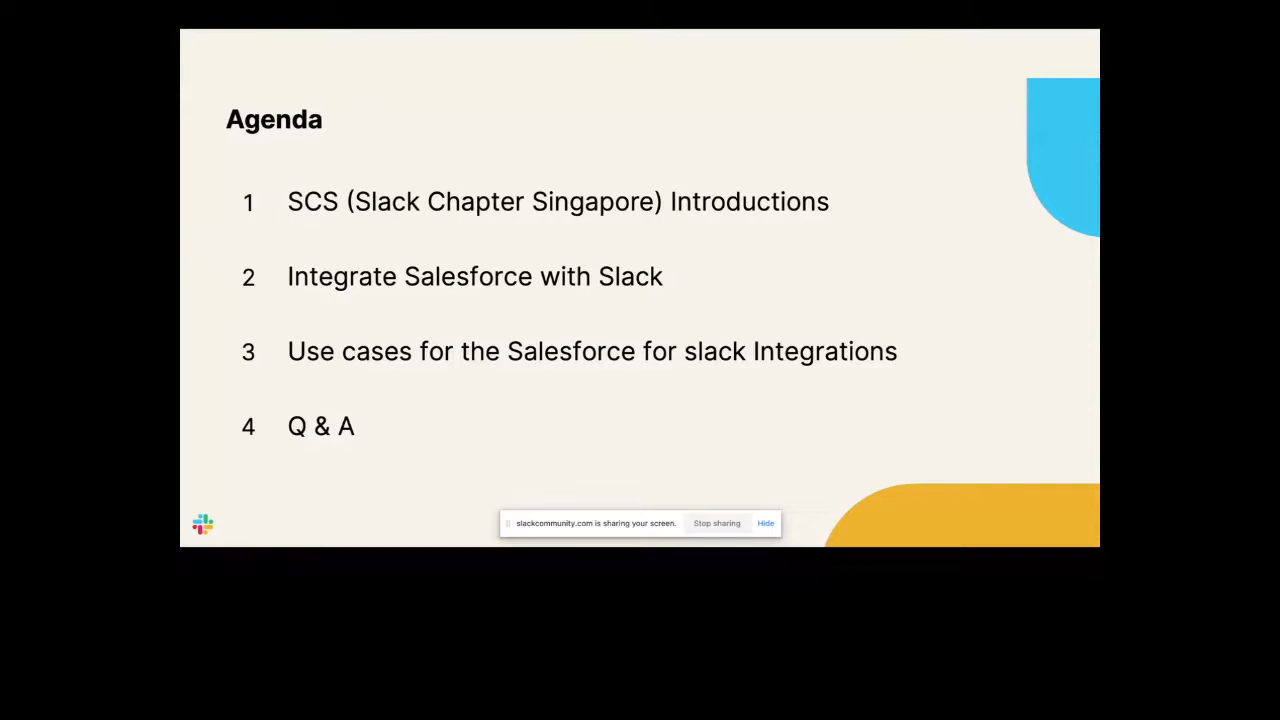 Agenda
1 SCS (Slack Chapter Singapore) Introductions
2 Integrate Salesforce with Slack
3 Use cases for the Salesforce for slack Integrations
4 Q & A
slackcommunity.com is sharing your screen. Stop sharing Hide